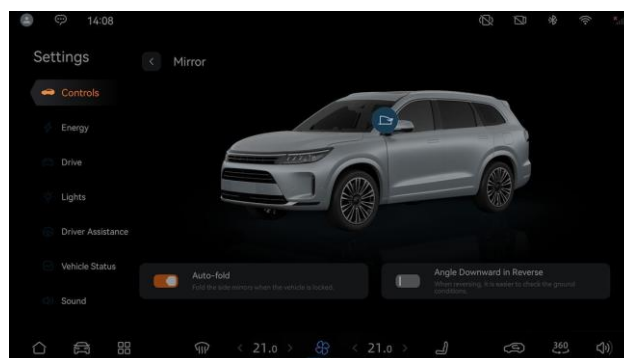 14:08
Settings
Mirror
Controls
Energy
Drive
Lights
Driver Assistance
Vehicle Status
Sound
Auto-fold
Fold the side mirrors when the vehicle is locked.
Angle Downward in Reverse
When reversing, it is easier to check the ground
conditions.
< 21.0 >
< 21.0 >
360